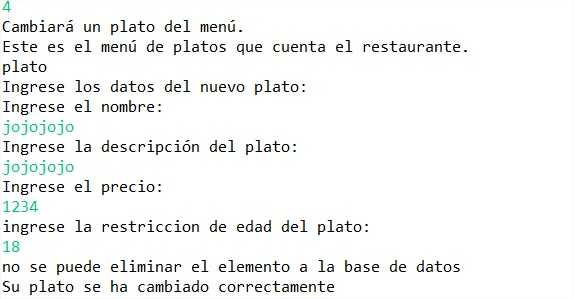 4
Cambiará un plato del menú.
Este es el menú de platos que cuenta el restaurante.
plato
Ingrese los datos del nuevo plato:
Ingrese el nombre:
jojojojo
Ingrese la descripción del plato:
jojojojo
Ingrese el precio:
1234
ingrese la restriccion de edad del plato:
18
no se puede eliminar el elemento a la base de datos
Su plato se ha cambiado correctamente